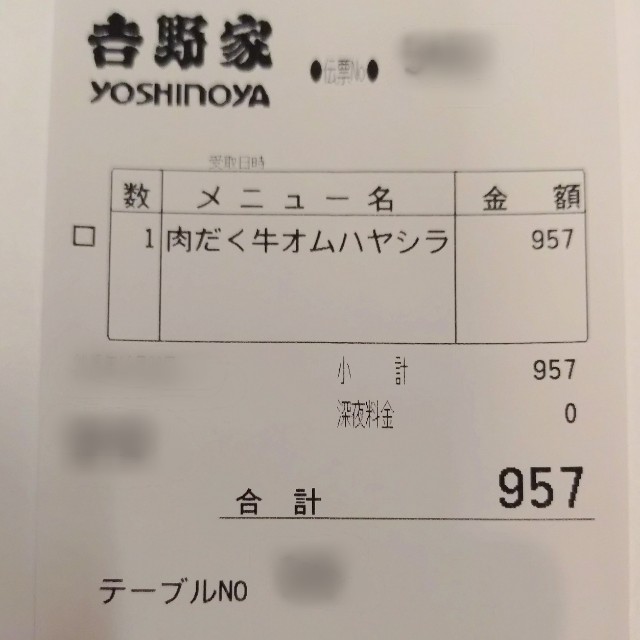 吉野家
YOSHINOYA
伝票No
受取日時
数 メニュー名 金 額
□ 1 肉だく牛オムハヤシラ 957
小 計 957
深夜料金 0
合 計 957
テーブルNO